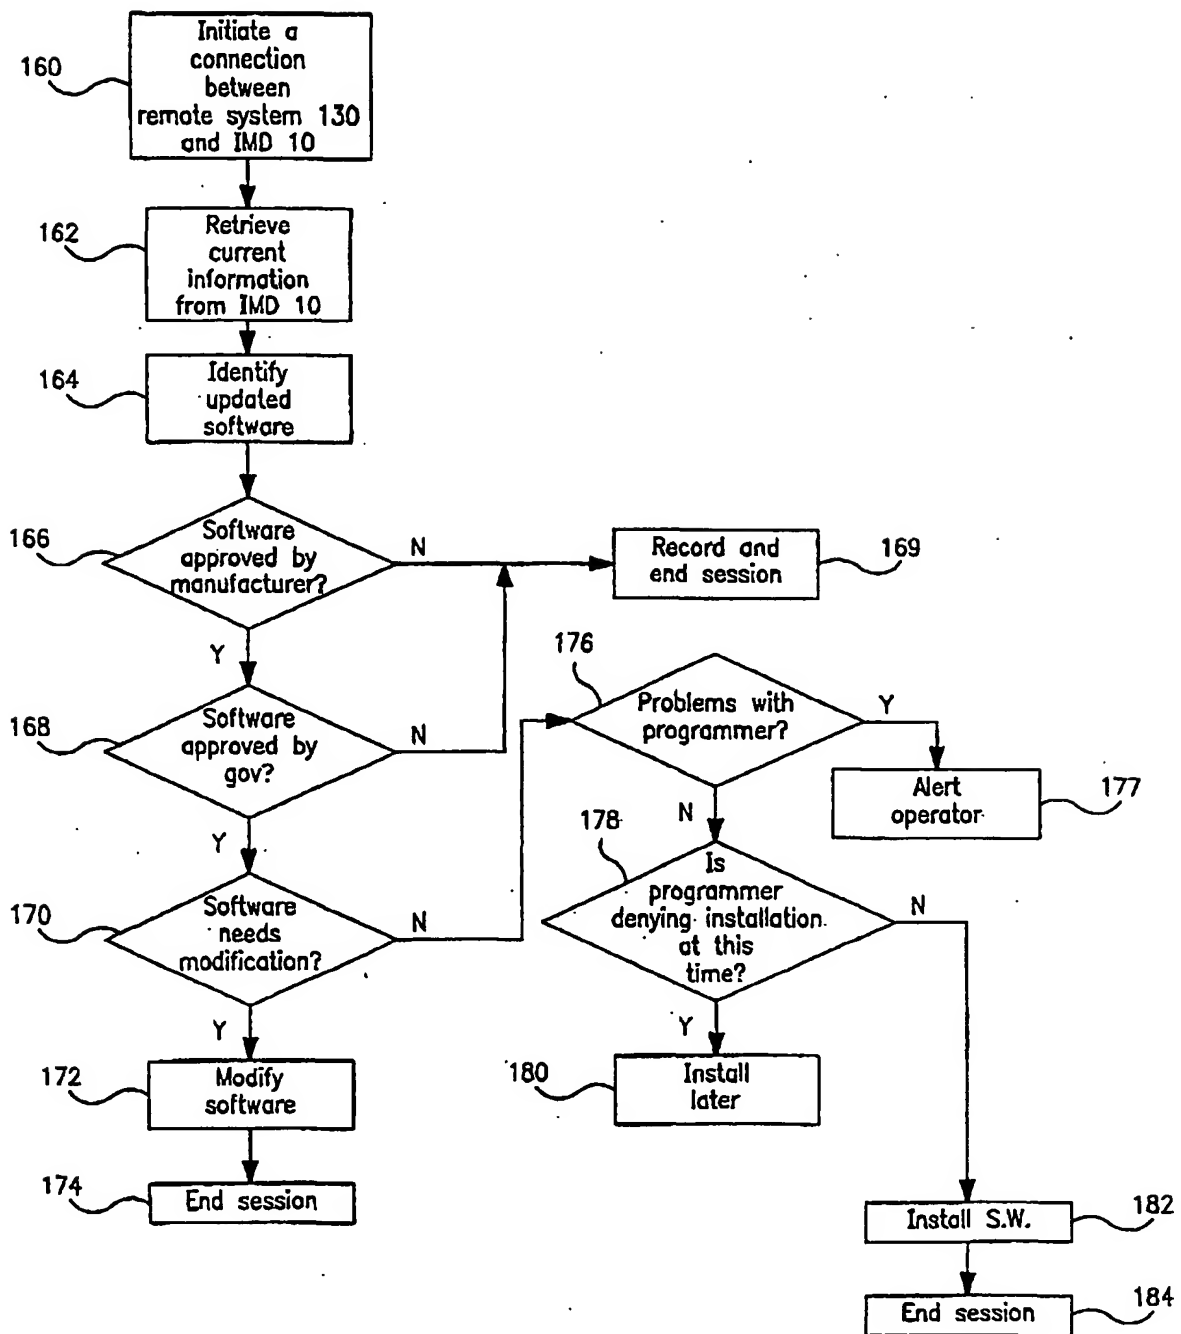 160
Initiate a
connection
between
remote system 130
and IMD 10
162
Retrieve
current
information
from IMD 10
164
Identify
updated
software
166
Software
approved by
manufacturer?
N
Y
Record and
end session
169
168
Software
approved by
gov?
N
Y
170
Software
needs
modification?
N
Y
172
Modify
software
174
End session
176
Problems with
programmer?
Y
N
Alert
operator
177
178
Is
programmer
denying installation
at this
time?
N
Y
180
Install
later
Install S.W.
182
End session
184